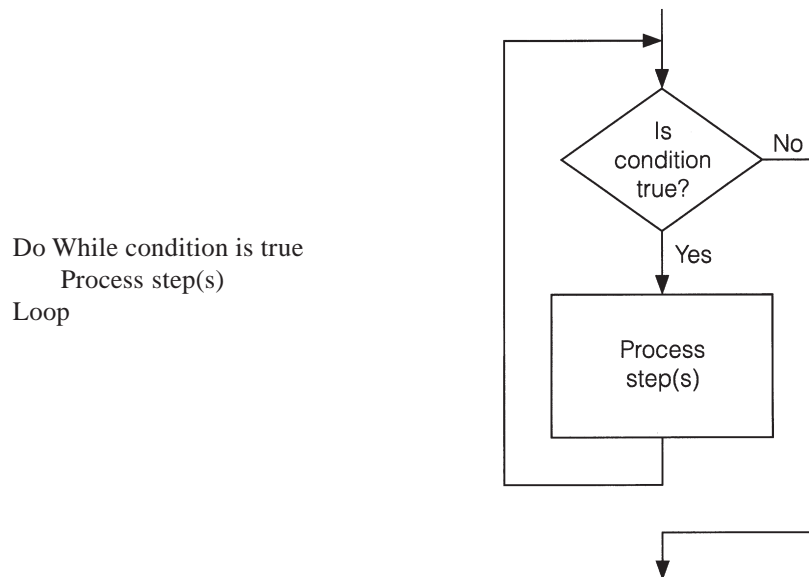 Do While condition is true
Process step(s)
Loop
Is
condition
true?
No
Yes
Process
step(s)